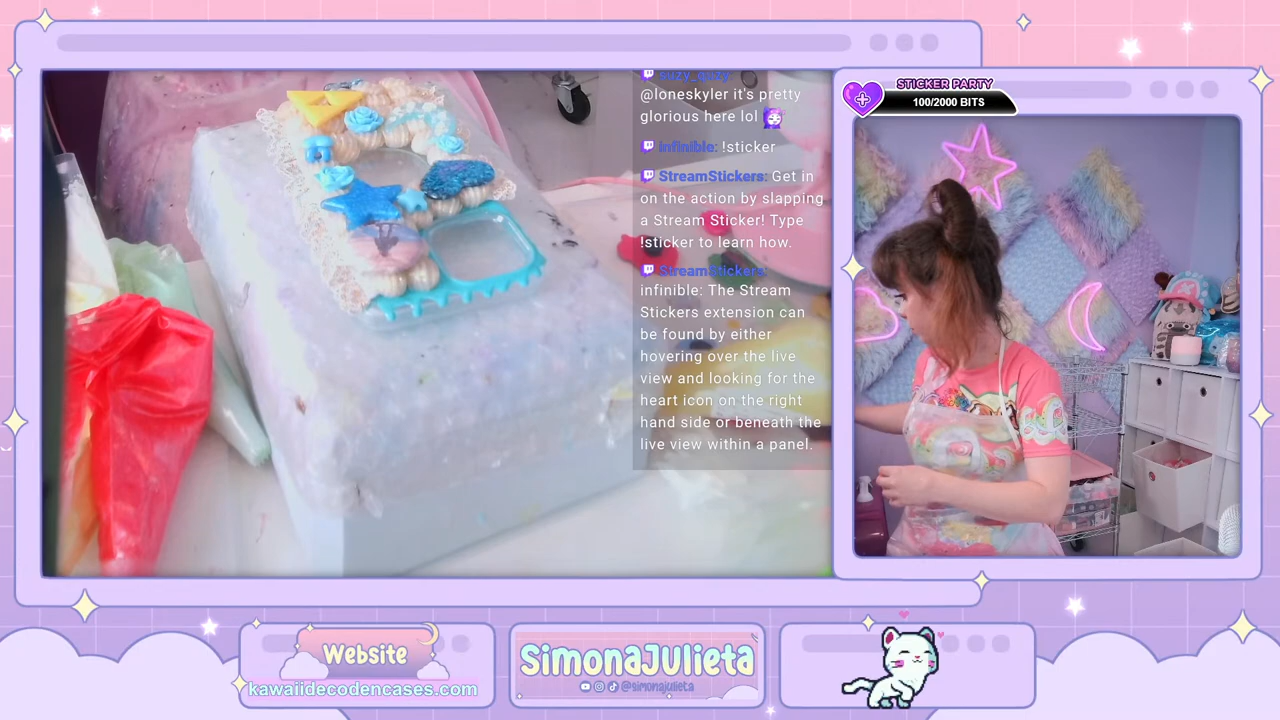 suzy_quzy:
@loneskyler it's pretty
glorious here lol
infinible: !sticker
StreamStickers: Get in
on the action by slapping
a Stream Sticker! Type
!sticker to learn how.
StreamStickers:
infinible: The Stream
Stickers extension can
be found by either
hovering over the live
view and looking for the
heart icon on the right
hand side or beneath the
live view within a panel.
STICKER PARTY
100/2000 BITS
Website
kawaiidecodencases.com
SimonaJulieta
@simonajulieta